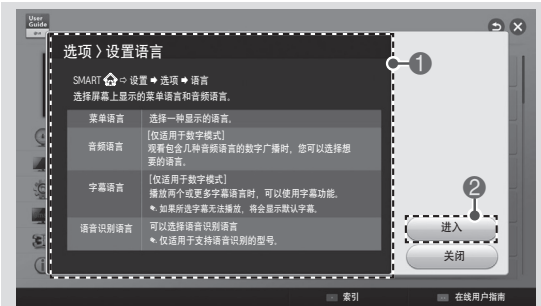 User
Guide
选项 〉设置语言
❶
SMART ⇨ 设置 ➡ 选项 ➡ 语言
选择屏幕上显示的菜单语言和音频语言。
菜单语言 选择一种显示的语言。
音频语言 [仅适用于数字模式]
观看包含几种音频语言的数字广播时，您可以选择想
要的语言。
字幕语言 [仅适用于数字模式]
播放两个或更多字幕语言时，可以使用字幕功能。
如果所选字幕无法播放，将会显示默认字幕。
语音识别语言 可以选择语音识别语言
仅适用于支持语音识别的型号。
❷
进入
关闭
索引 在线用户指南